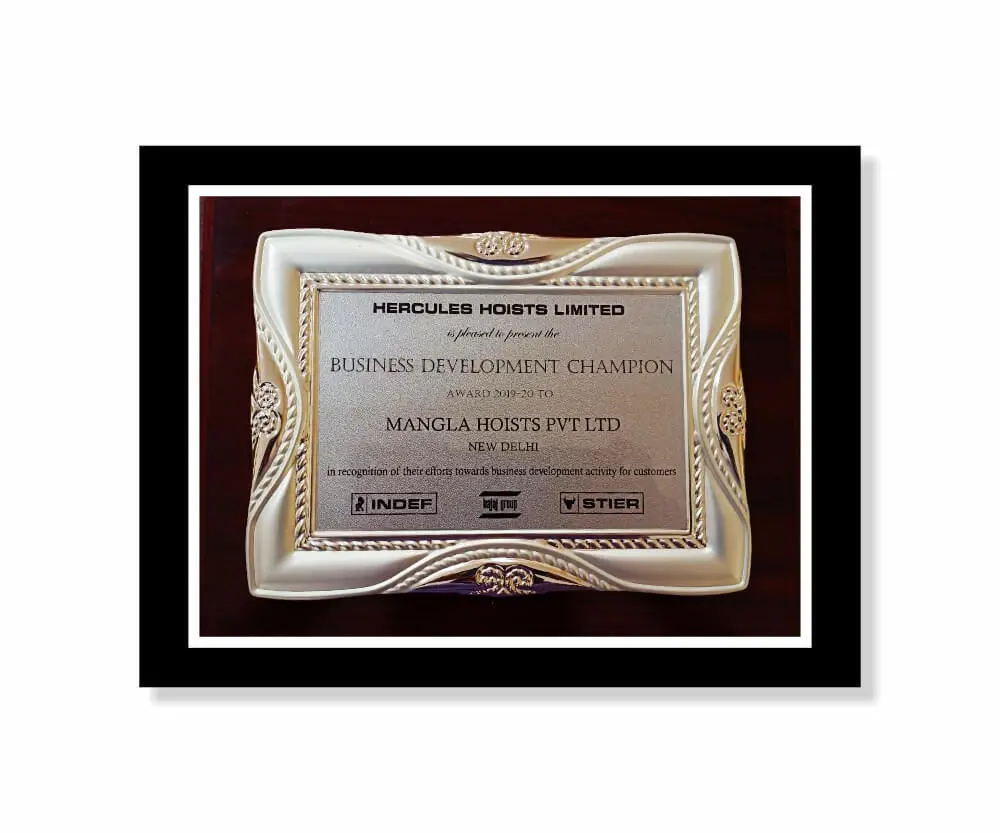 HERCULES HOISTS LIMITED
is pleased to present the
BUSINESS DEVELOPMENT CHAMPION
AWARD 2019-20 TO
MANGLA HOISTS PVT LTD
NEW DELHI
in recognition of their efforts towards business development activity for customers
INDEF bajaj group STIER